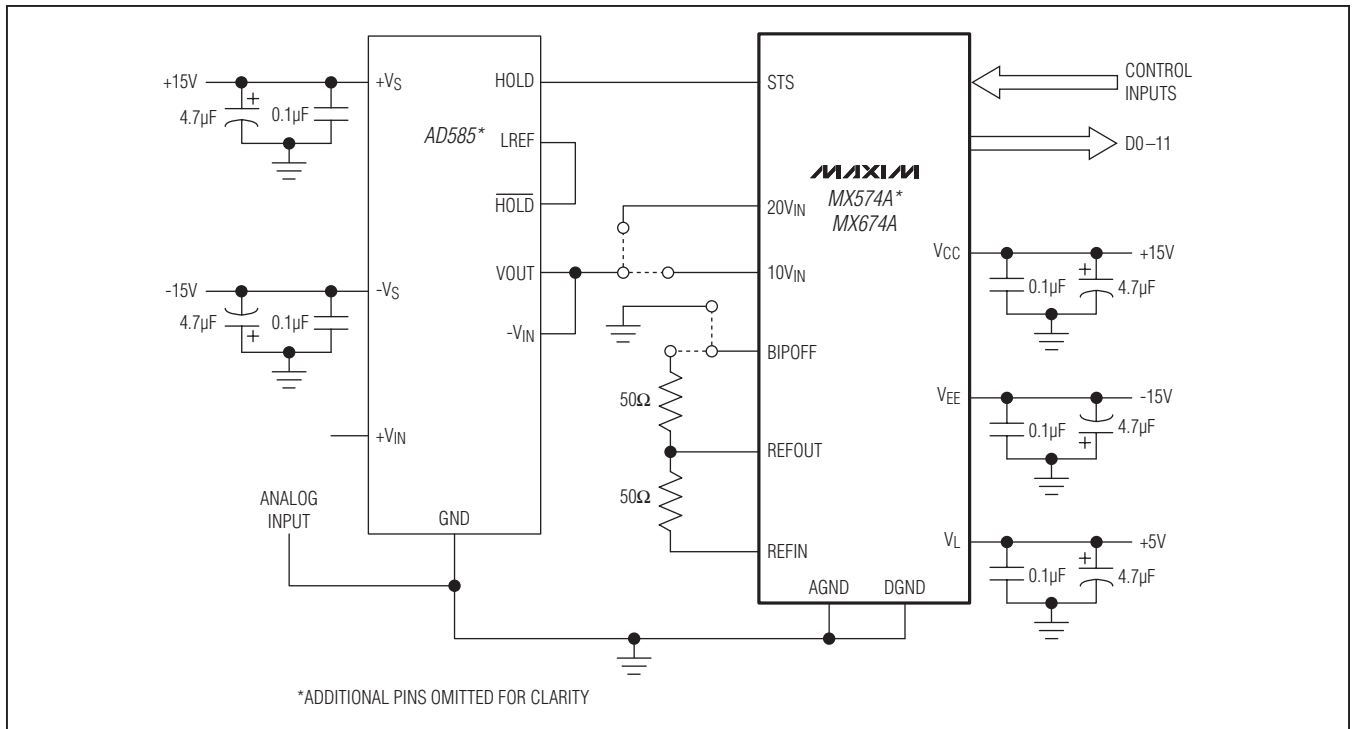 +15V
4.7µF
+
0.1µF
+VS
HOLD
AD585*
LREF
HOLD
VOUT
-VIN
-15V
4.7µF
+
0.1µF
-VS
+VIN
ANALOG
INPUT
GND
STS
MAXIM
MX574A*
MX674A
20VIN
10VIN
BIPOFF
50Ω
REFOUT
50Ω
REFIN
AGND
DGND
CONTROL
INPUTS
D0–11
VCC
+15V
0.1µF
+
4.7µF
VEE
-15V
0.1µF
+
4.7µF
VL
+5V
0.1µF
+
4.7µF
*ADDITIONAL PINS OMITTED FOR CLARITY